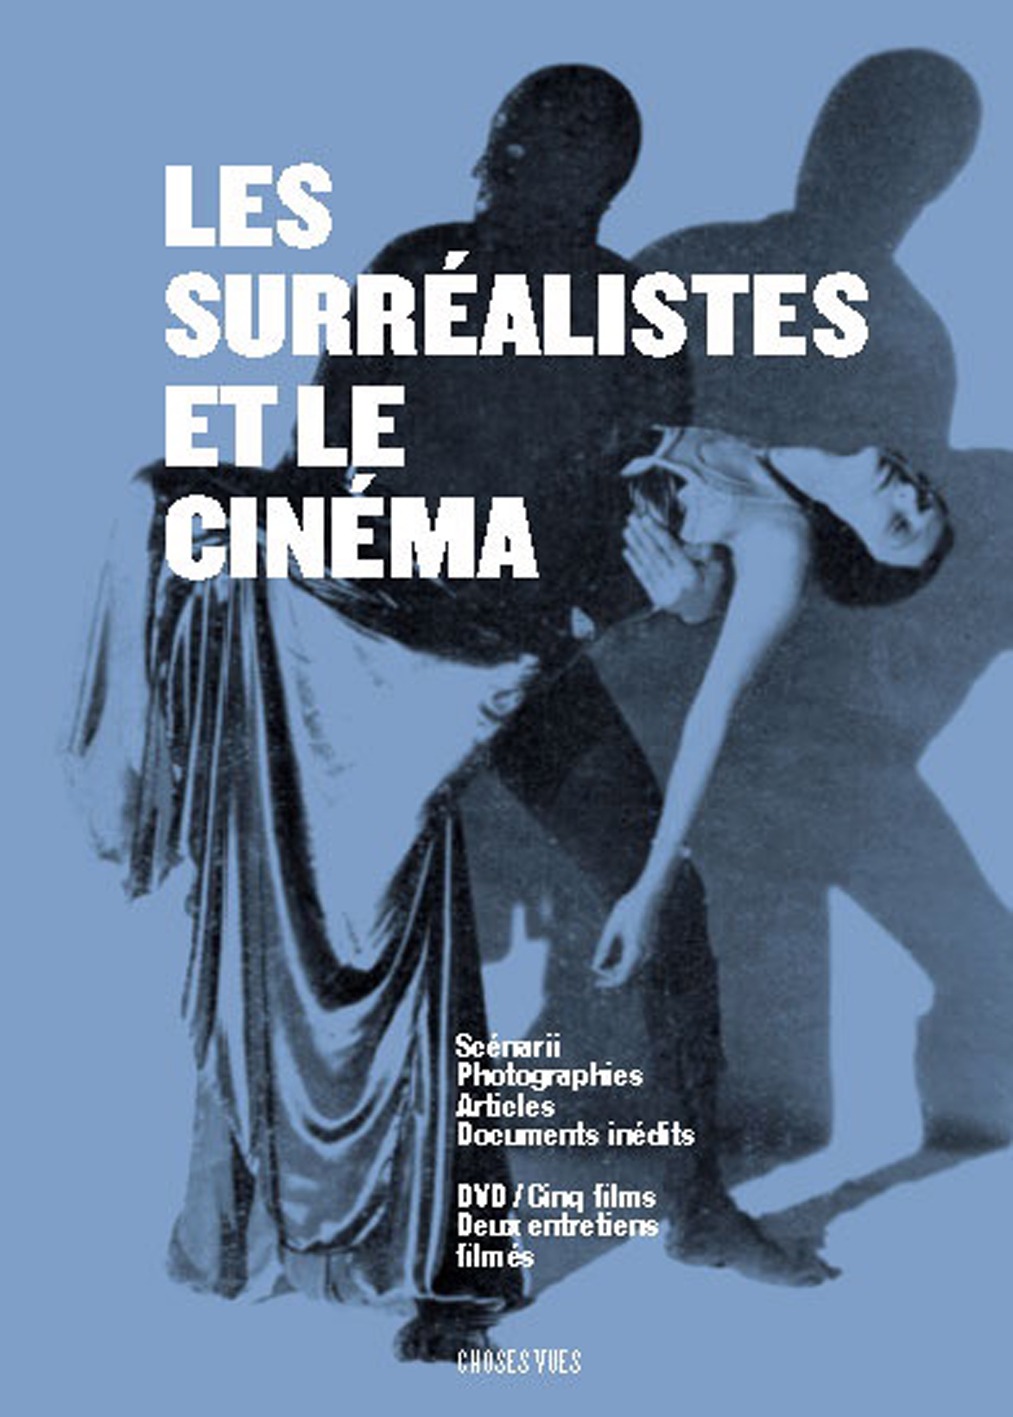 LES
SURRÉALISTES
ET LE
CINÉMA
Scénarii
Photographies
Articles
Documents inédits
DVD / Cinq films
Deux entretiens
filmés
CHOSES VUES